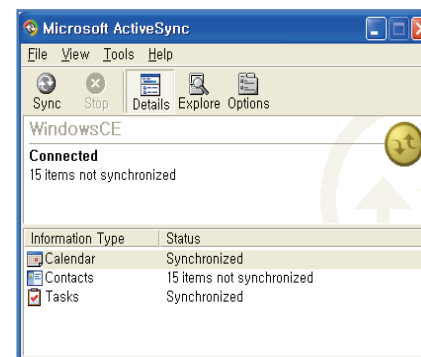 Microsoft ActiveSync
File View Tools Help
Sync Stop Details Explore Options
WindowsCE
Connected
15 items not synchronized
Information Type Status
Calendar Synchronized
Contacts 15 items not synchronized
Tasks Synchronized